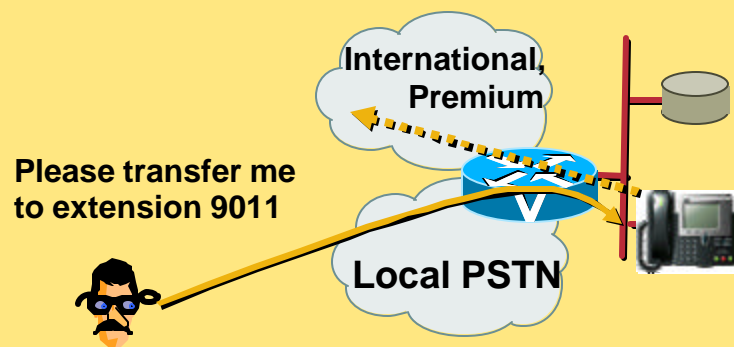 International,
Premium
Please transfer me
to extension 9011
V
Local PSTN